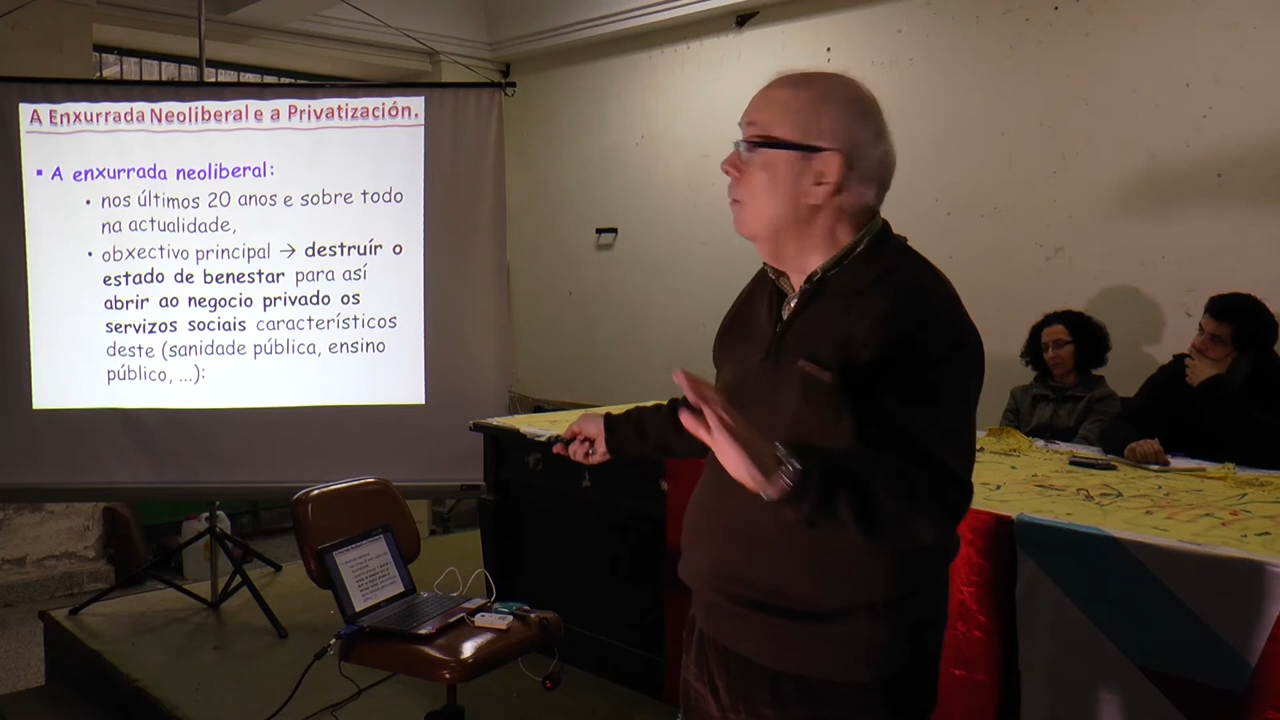 A Enxurrada Neoliberal e a Privatización.
▪ A enxurrada neoliberal:
• nos últimos 20 anos e sobre todo
na actualidade,
• obxectivo principal → destruír o
estado de benestar para así
abrir ao negocio privado os
servizos sociais característicos
deste (sanidade pública, ensino
público, ...):